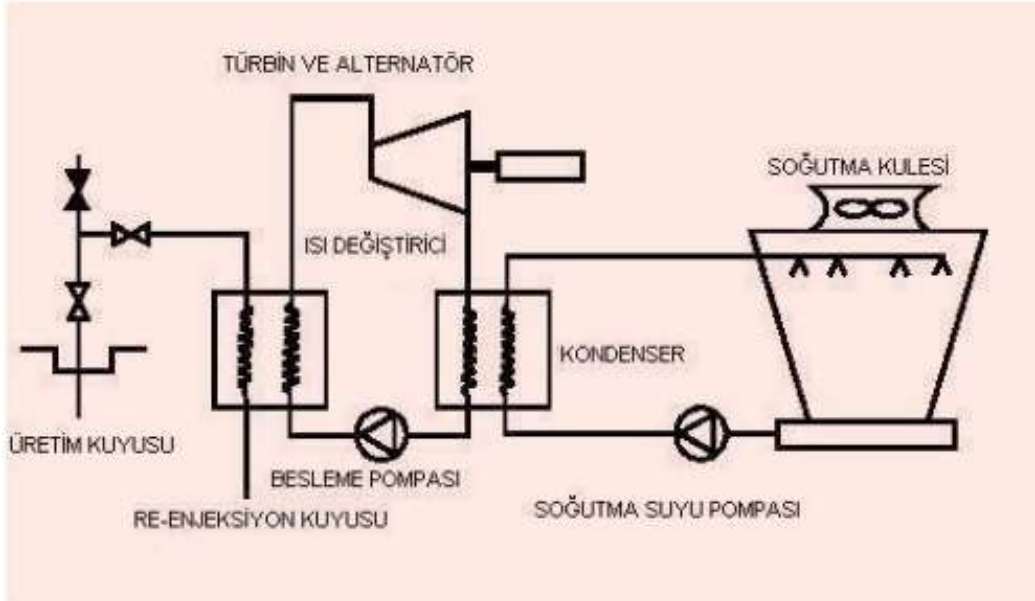 TÜRBİN VE ALTERNATÖR
SOĞUTMA KULESİ
ISI DEĞİŞTİRİCİ
KONDENSER
ÜRETİM KUYUSU
BESLEME POMPASI
RE-ENJEKSİYON KUYUSU
SOĞUTMA SUYU POMPASI